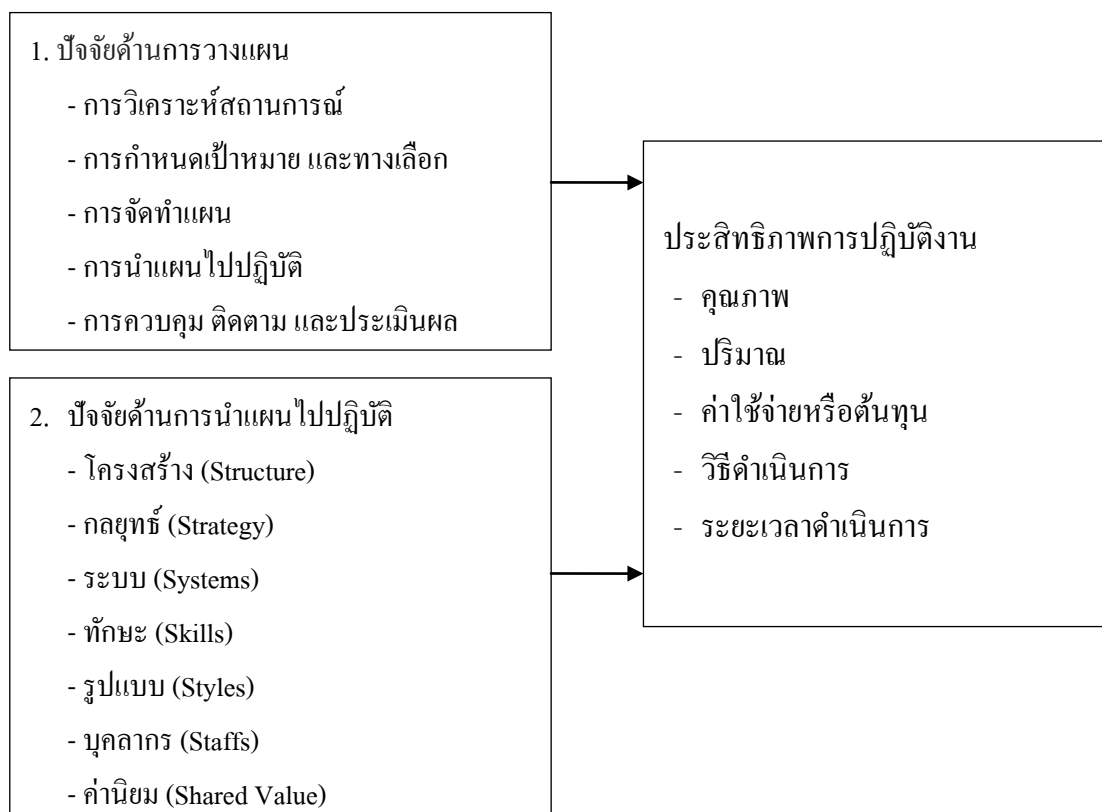 1. ปัจจัยด้านการวางแผน
- การวิเคราะห์สถานการณ์
- การกำหนดเป้าหมาย และทางเลือก
- การจัดทำแผน
- การนำแผนไปปฏิบัติ
- การควบคุม ติดตาม และประเมินผล
2. ปัจจัยด้านการนำแผนไปปฏิบัติ
- โครงสร้าง (Structure)
- กลยุทธ์ (Strategy)
- ระบบ (Systems)
- ทักษะ (Skills)
- รูปแบบ (Styles)
- บุคลากร (Staffs)
- ค่านิยม (Shared Value)
ประสิทธิภาพการปฏิบัติงาน
- คุณภาพ
- ปริมาณ
- ค่าใช้จ่ายหรือต้นทุน
- วิธีดำเนินการ
- ระยะเวลาดำเนินการ